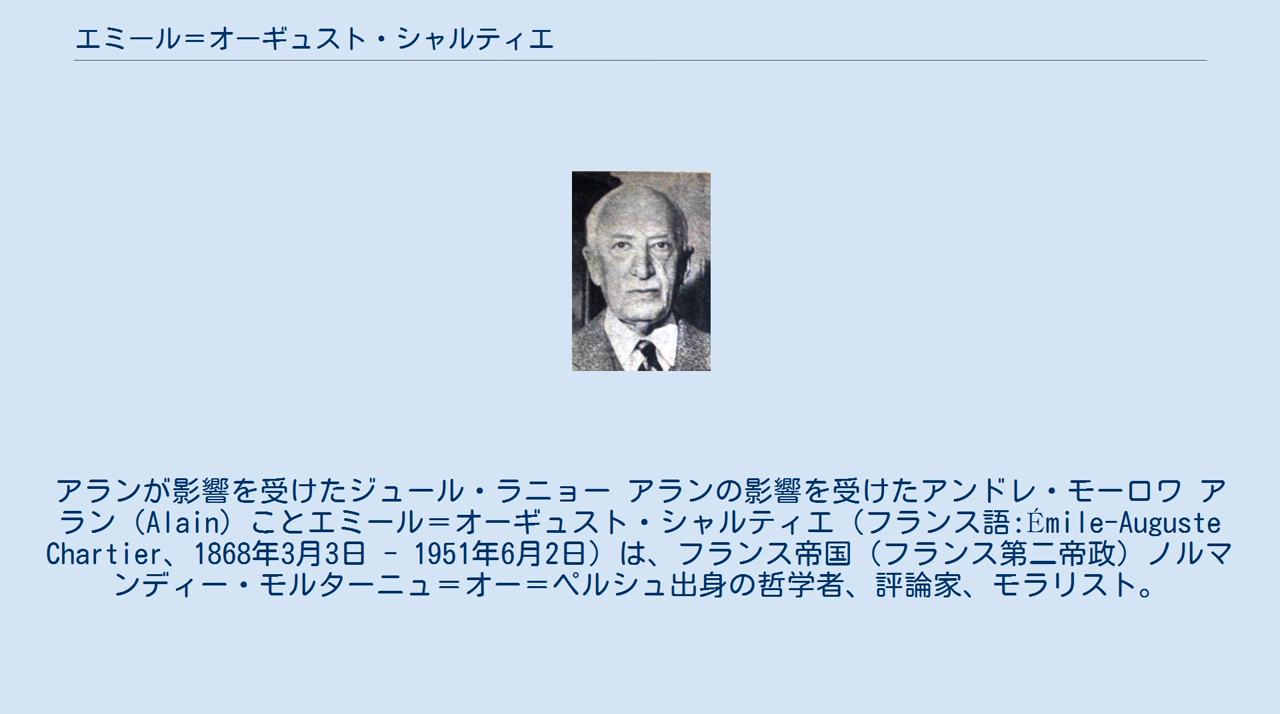 エミール＝オーギュスト・シャルティエ
アランが影響を受けたジュール・ラニョー アランの影響を受けたアンドレ・モーロワ ア
ラン（Alain）ことエミール＝オーギュスト・シャルティエ（フランス語:Émile-Auguste
Chartier、1868年3月3日 - 1951年6月2日）は、フランス帝国（フランス第二帝政）ノルマ
ンディー・モルターニュ＝オー＝ペルシュ出身の哲学者、評論家、モラリスト。